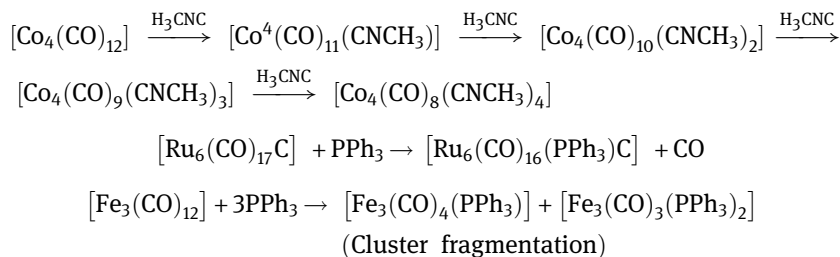 [Co₄(CO)₁₂] —H₃CNC→ [Co⁴(CO)₁₁(CNCH₃)] —H₃CNC→ [Co₄(CO)₁₀(CNCH₃)₂] —H₃CNC→
[Co₄(CO)₉(CNCH₃)₃] —H₃CNC→ [Co₄(CO)₈(CNCH₃)₄]
[Ru₆(CO)₁₇C] + PPh₃ → [Ru₆(CO)₁₆(PPh₃)C] + CO
[Fe₃(CO)₁₂] + 3PPh₃ → [Fe₃(CO)₄(PPh₃)] + [Fe₃(CO)₃(PPh₃)₂]
(Cluster fragmentation)